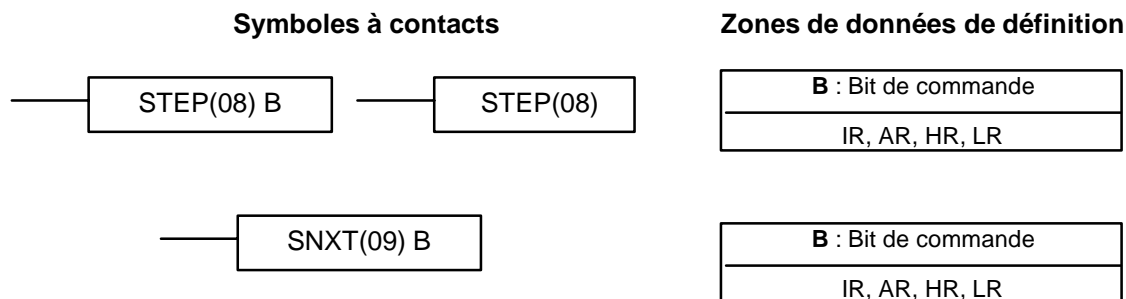 Symboles à contacts
Zones de données de définition
STEP(08) B
STEP(08)
B : Bit de commande
IR, AR, HR, LR
SNXT(09) B
B : Bit de commande
IR, AR, HR, LR